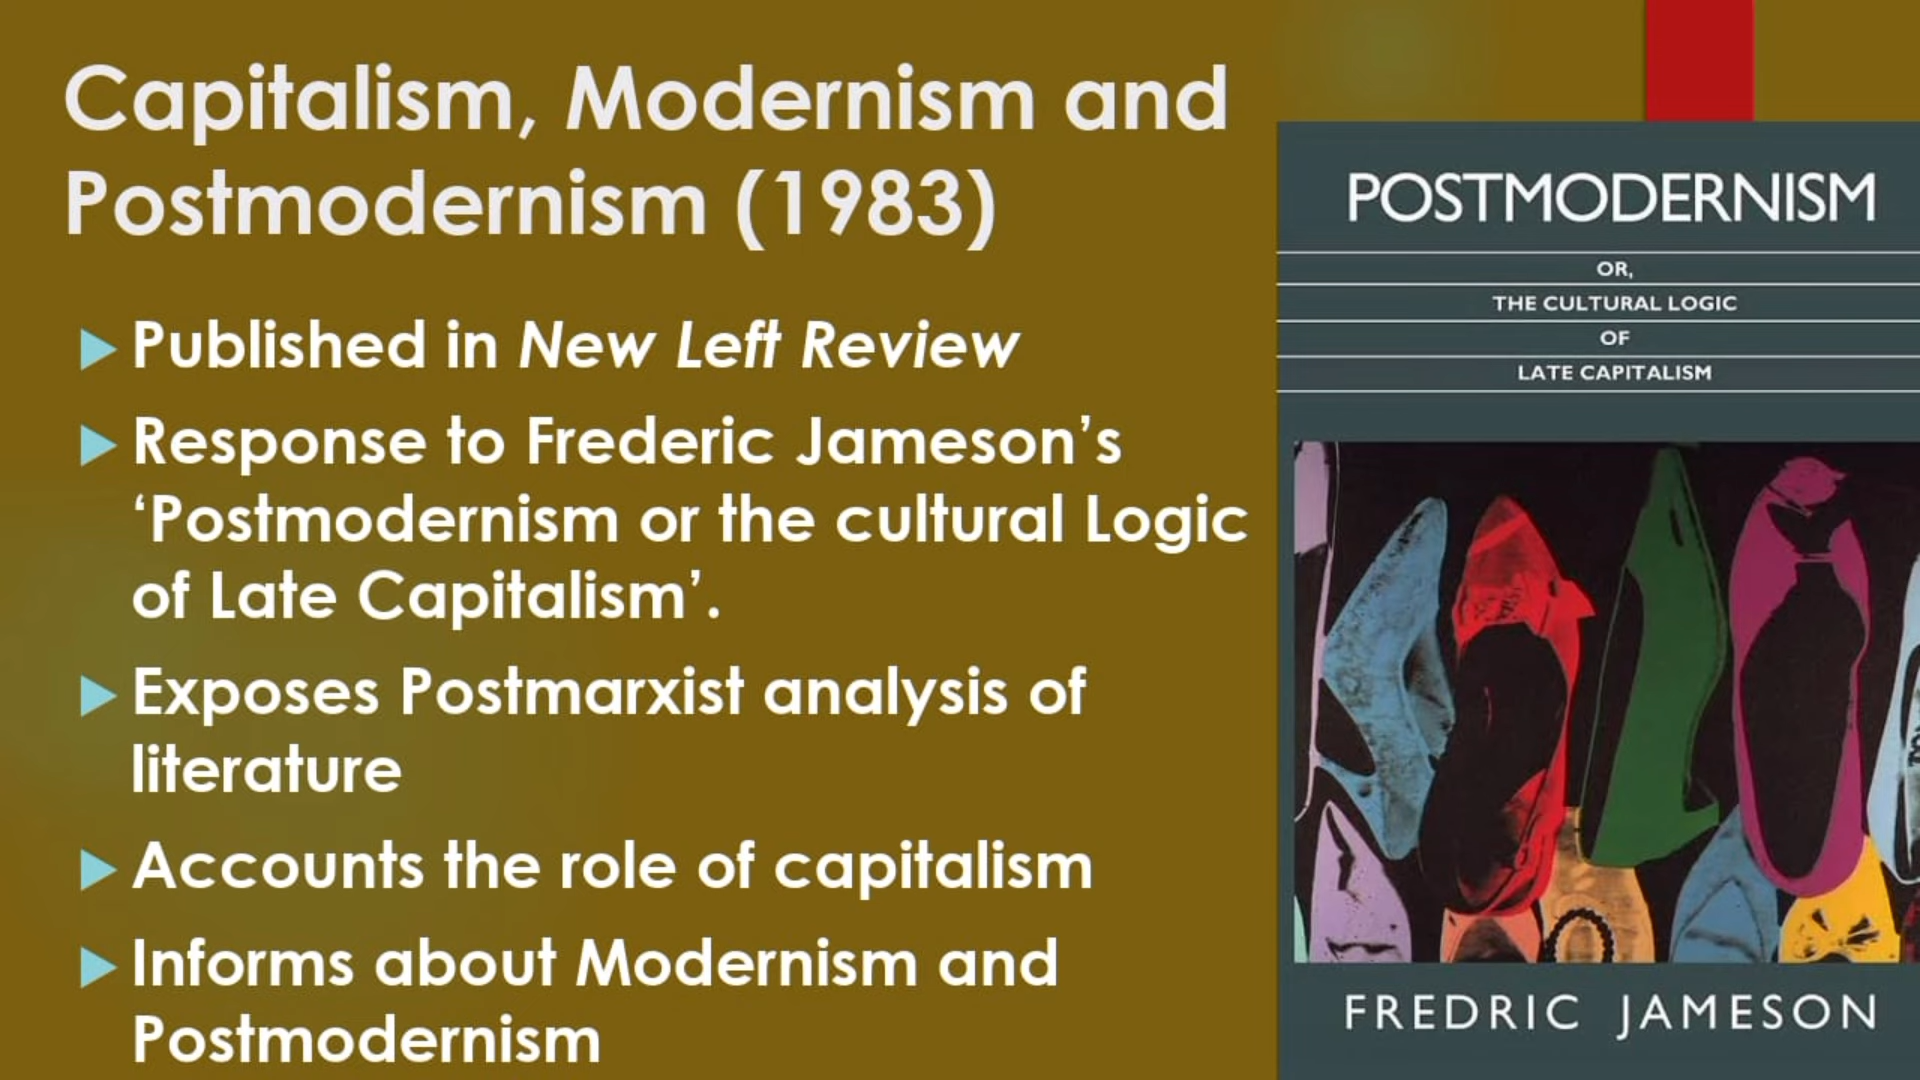 Capitalism, Modernism and
Postmodernism (1983)
Published in New Left Review
Response to Frederic Jameson’s
‘Postmodernism or the cultural Logic
of Late Capitalism’.
Exposes Postmarxist analysis of
literature
Accounts the role of capitalism
Informs about Modernism and
Postmodernism
POSTMODERNISM
OR,
THE CULTURAL LOGIC
OF
LATE CAPITALISM
FREDRIC JAMESON